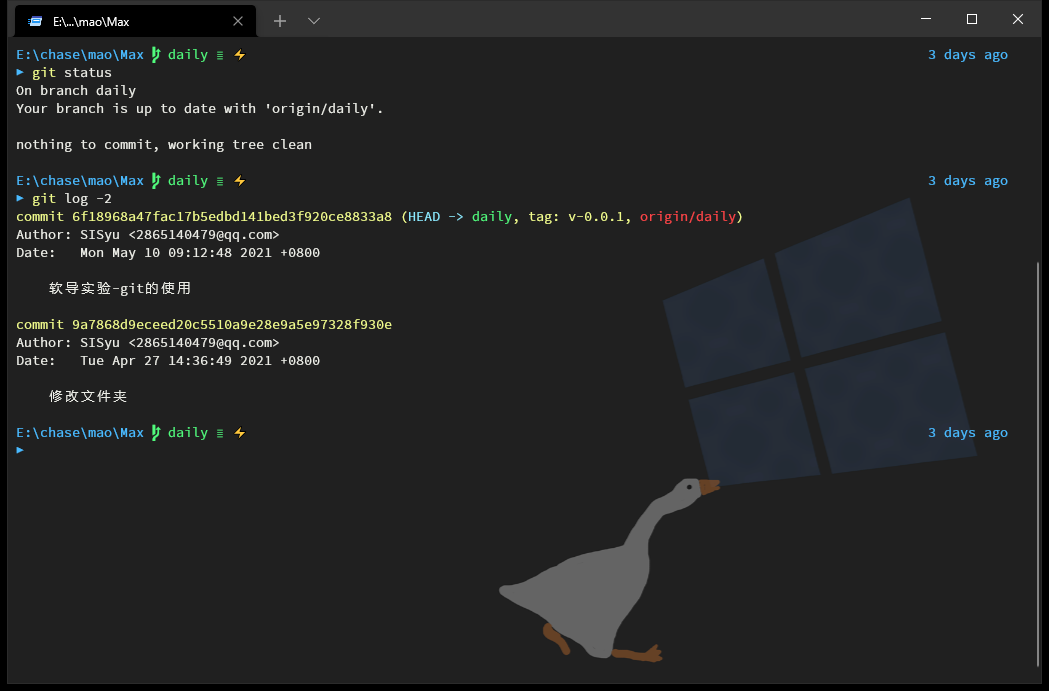 E:\...\mao\Max
E:\chase\mao\Max daily ≡ ⚡ 3 days ago
▶ git status
On branch daily
Your branch is up to date with 'origin/daily'.
nothing to commit, working tree clean
E:\chase\mao\Max daily ≡ ⚡ 3 days ago
▶ git log -2
commit 6f18968a47fac17b5edbd141bed3f920ce8833a8 (HEAD -> daily, tag: v-0.0.1, origin/daily)
Author: SISyu <2865140479@qq.com>
Date:   Mon May 10 09:12:48 2021 +0800
软导实验-git的使用
commit 9a7868d9eceed20c5510a9e28e9a5e97328f930e
Author: SISyu <2865140479@qq.com>
Date:   Tue Apr 27 14:36:49 2021 +0800
修改文件夹
E:\chase\mao\Max daily ≡ ⚡ 3 days ago
▶